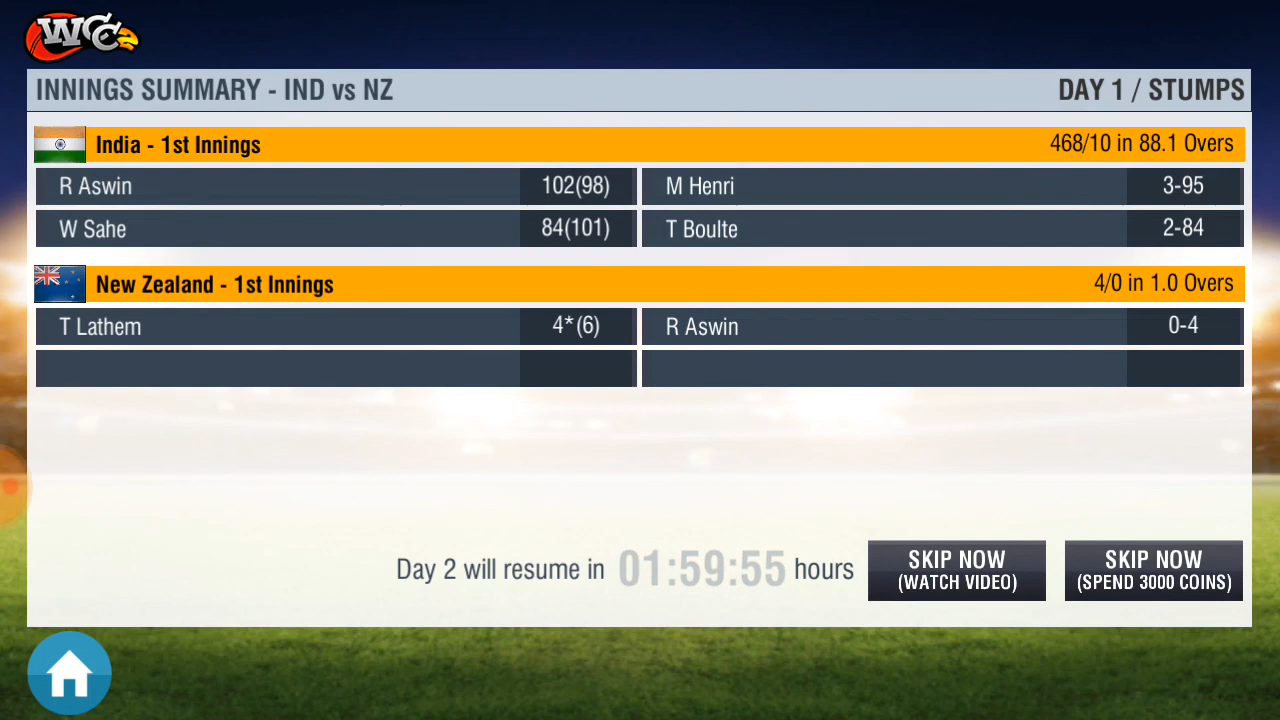 WCC
INNINGS SUMMARY - IND vs NZ
DAY 1 / STUMPS
India - 1st Innings
468/10 in 88.1 Overs
R Aswin
102(98)
M Henri
3-95
W Sahe
84(101)
T Boulte
2-84
New Zealand - 1st Innings
4/0 in 1.0 Overs
T Lathem
4*(6)
R Aswin
0-4
Day 2 will resume in 01:59:55 hours
SKIP NOW
(WATCH VIDEO)
SKIP NOW
(SPEND 3000 COINS)